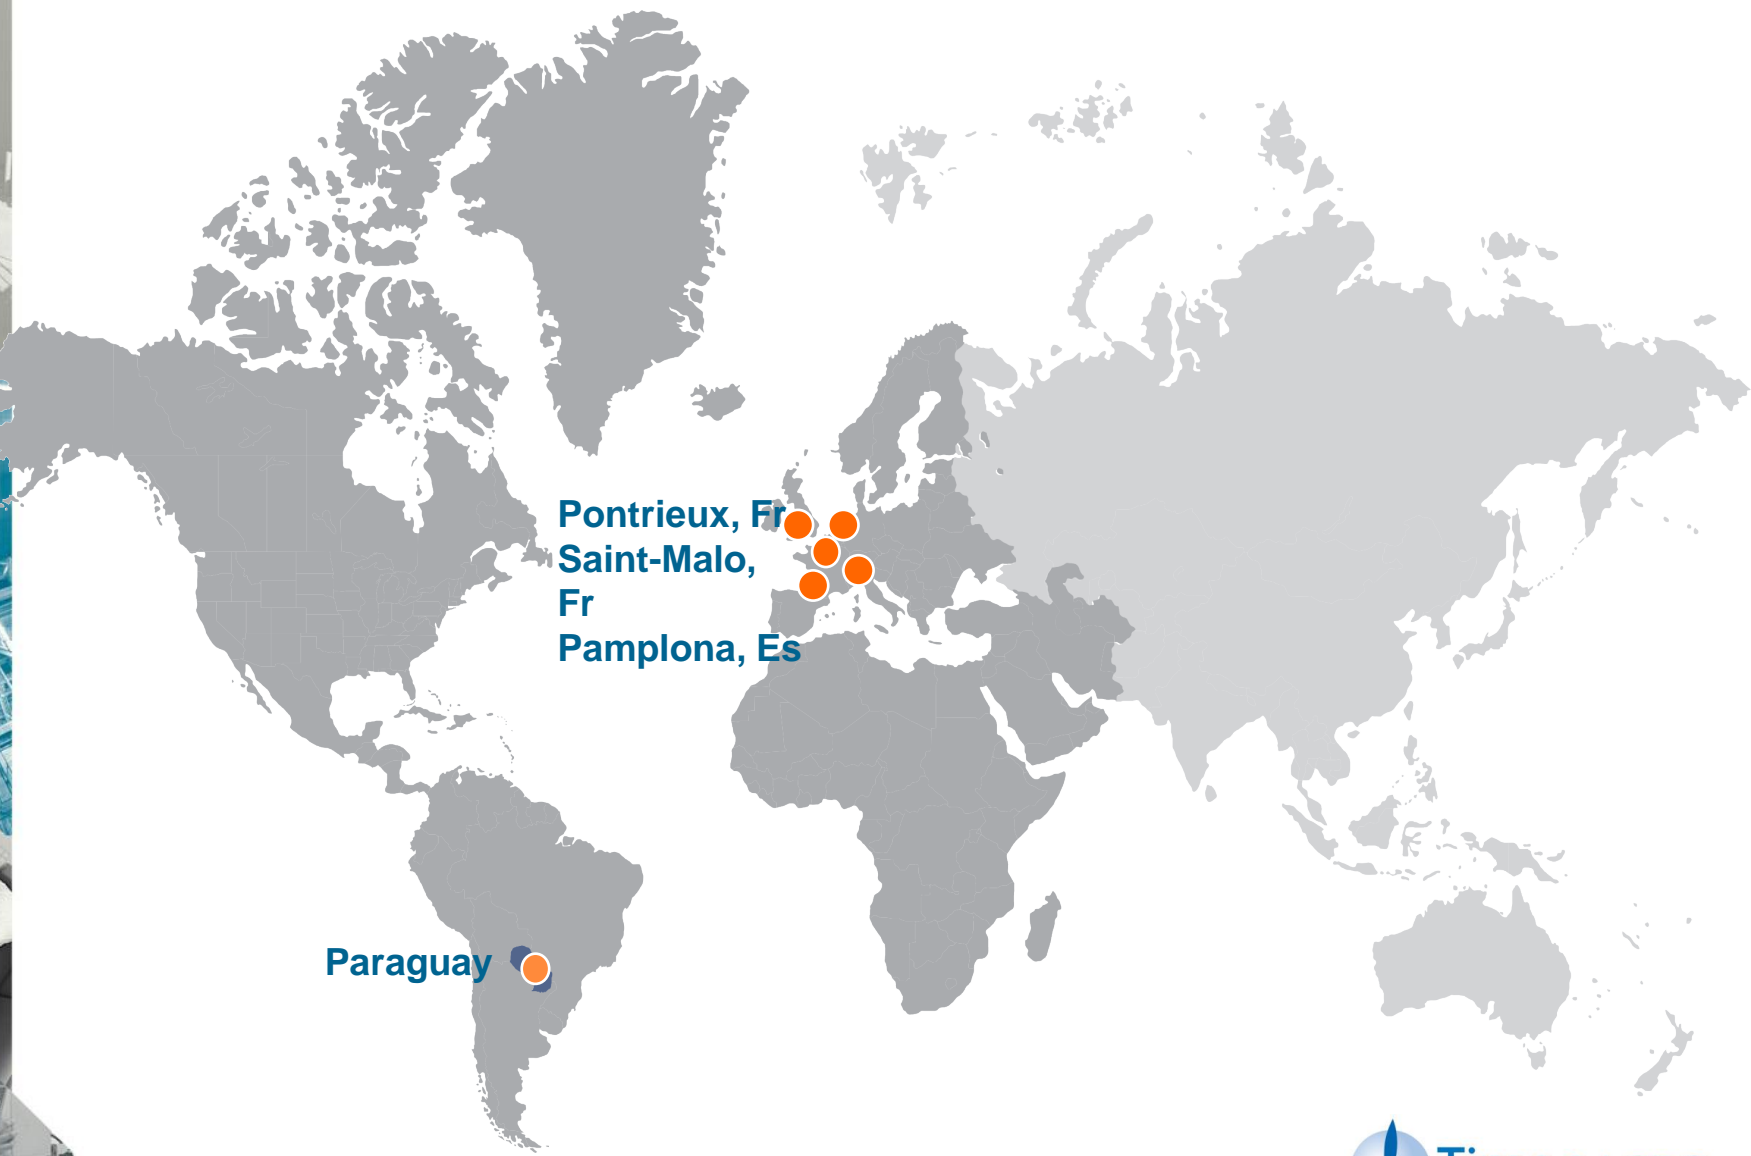 Pontrieux, Fr
Saint-Malo,
Fr
Pamplona, Es
Paraguay